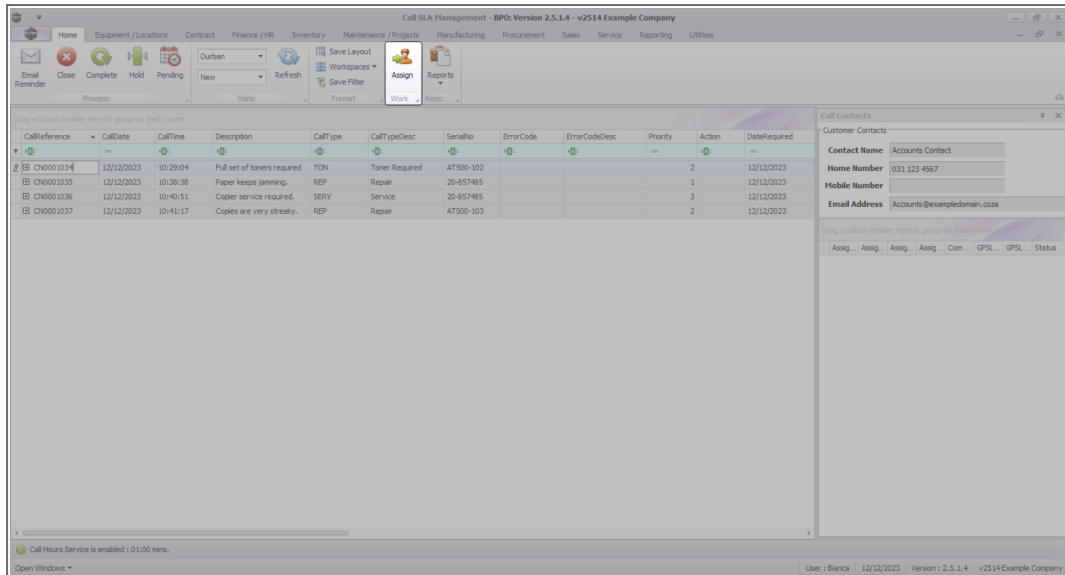 Call SLA Management - BPO: Version 2.5.1.4 - v2514 Example Company
Home Equipment / Locations Contract Finance / HR Inventory Maintenance / Projects Manufacturing Procurement Sales Service Reporting Utilities
Email Reminder
Close
Complete
Hold
Pending
Process
Durban
New
Refresh
State
Save Layout
Workspaces
Save Filter
Format
Assign
Work
Reports
Repo...
Drag a column header here to group by that column
CallReference CallDate CallTime Description CallType CallTypeDesc SerialNo ErrorCode ErrorCodeDesc Priority Action DateRequired
CN0001034 12/12/2023 10:29:04 Full set of toners required TON Toner Required AT500-102 2 12/12/2023
CN0001035 12/12/2023 10:38:38 Paper keeps jamming. REP Repair 20-857485 1 12/12/2023
CN0001036 12/12/2023 10:40:51 Copier service required. SERV Service 20-857485 3 12/12/2023
CN0001037 12/12/2023 10:41:17 Copies are very streaky. REP Repair AT500-103 2 12/12/2023
Call Contacts
Customer Contacts
Contact Name Accounts Contact
Home Number 031 123 4567
Mobile Number
Email Address Accounts@exampledomain.coza
Drag a column header here to group by that column
Assig... Assig... Assig... Assig... Com... GPSL... GPSL... Status
Call Hours Service is enabled : 01:00 mins.
Open Windows
User : Bianca 12/12/2023 Version : 2.5.1.4 v2514 Example Company